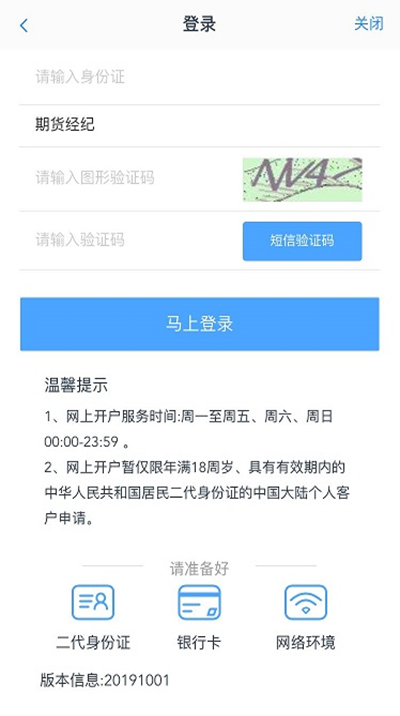 登录
关闭
请输入身份证
期货经纪
请输入图形验证码
请输入验证码
短信验证码
马上登录
温馨提示
1、网上开户服务时间:周一至周五、周六、周日
00:00-23:59 。
2、网上开户暂仅限年满18周岁、具有有效期内的
中华人民共和国居民二代身份证的中国大陆个人客
户申请。
请准备好
二代身份证
银行卡
网络环境
版本信息:20191001